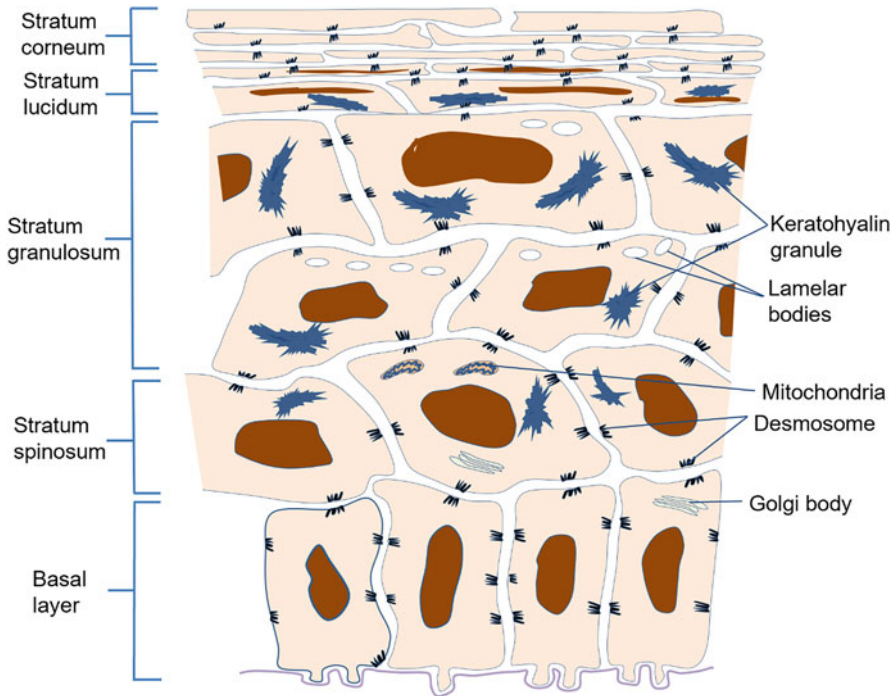 Stratum
corneum
Stratum
lucidum
Stratum
granulosum
Stratum
spinosum
Basal
layer
Keratohyalin
granule
Lamelar
bodies
Mitochondria
Desmosome
Golgi body